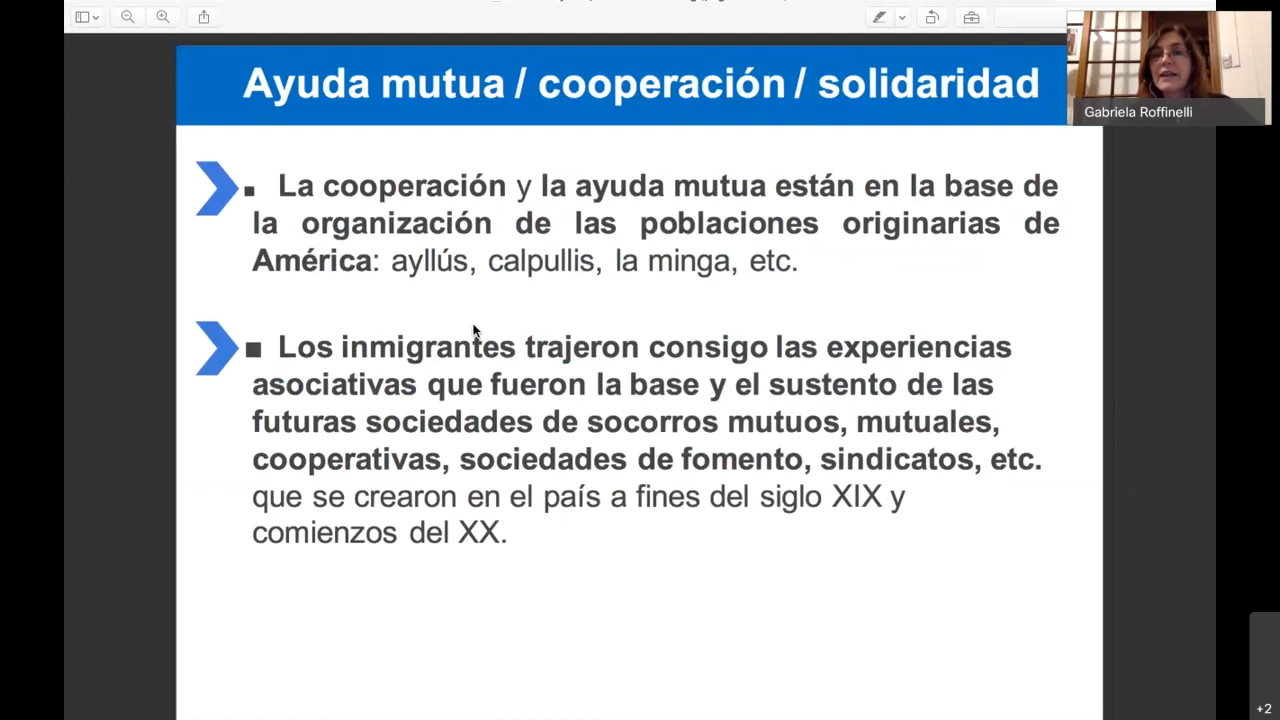 Ayuda mutua / cooperación / solidaridad
Gabriela Roffinelli
▪ La cooperación y la ayuda mutua están en la base de
la organización de las poblaciones originarias de
América: ayllús, calpullis, la minga, etc.
■ Los inmigrantes trajeron consigo las experiencias
asociativas que fueron la base y el sustento de las
futuras sociedades de socorros mutuos, mutuales,
cooperativas, sociedades de fomento, sindicatos, etc.
que se crearon en el país a fines del siglo XIX y
comienzos del XX.
+2